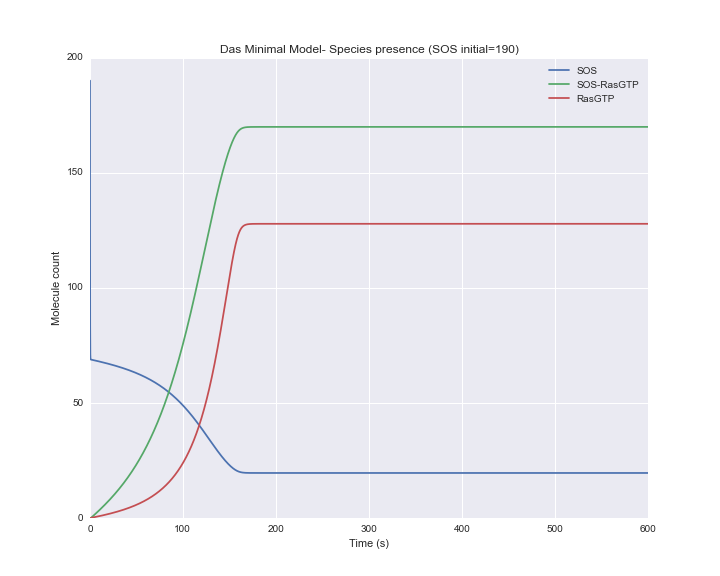 Das Minimal Model- Species presence (SOS initial=190)
SOS
SOS-RasGTP
RasGTP
200
150
100
50
0
Molecule count
0 100 200 300 400 500 600
Time (s)